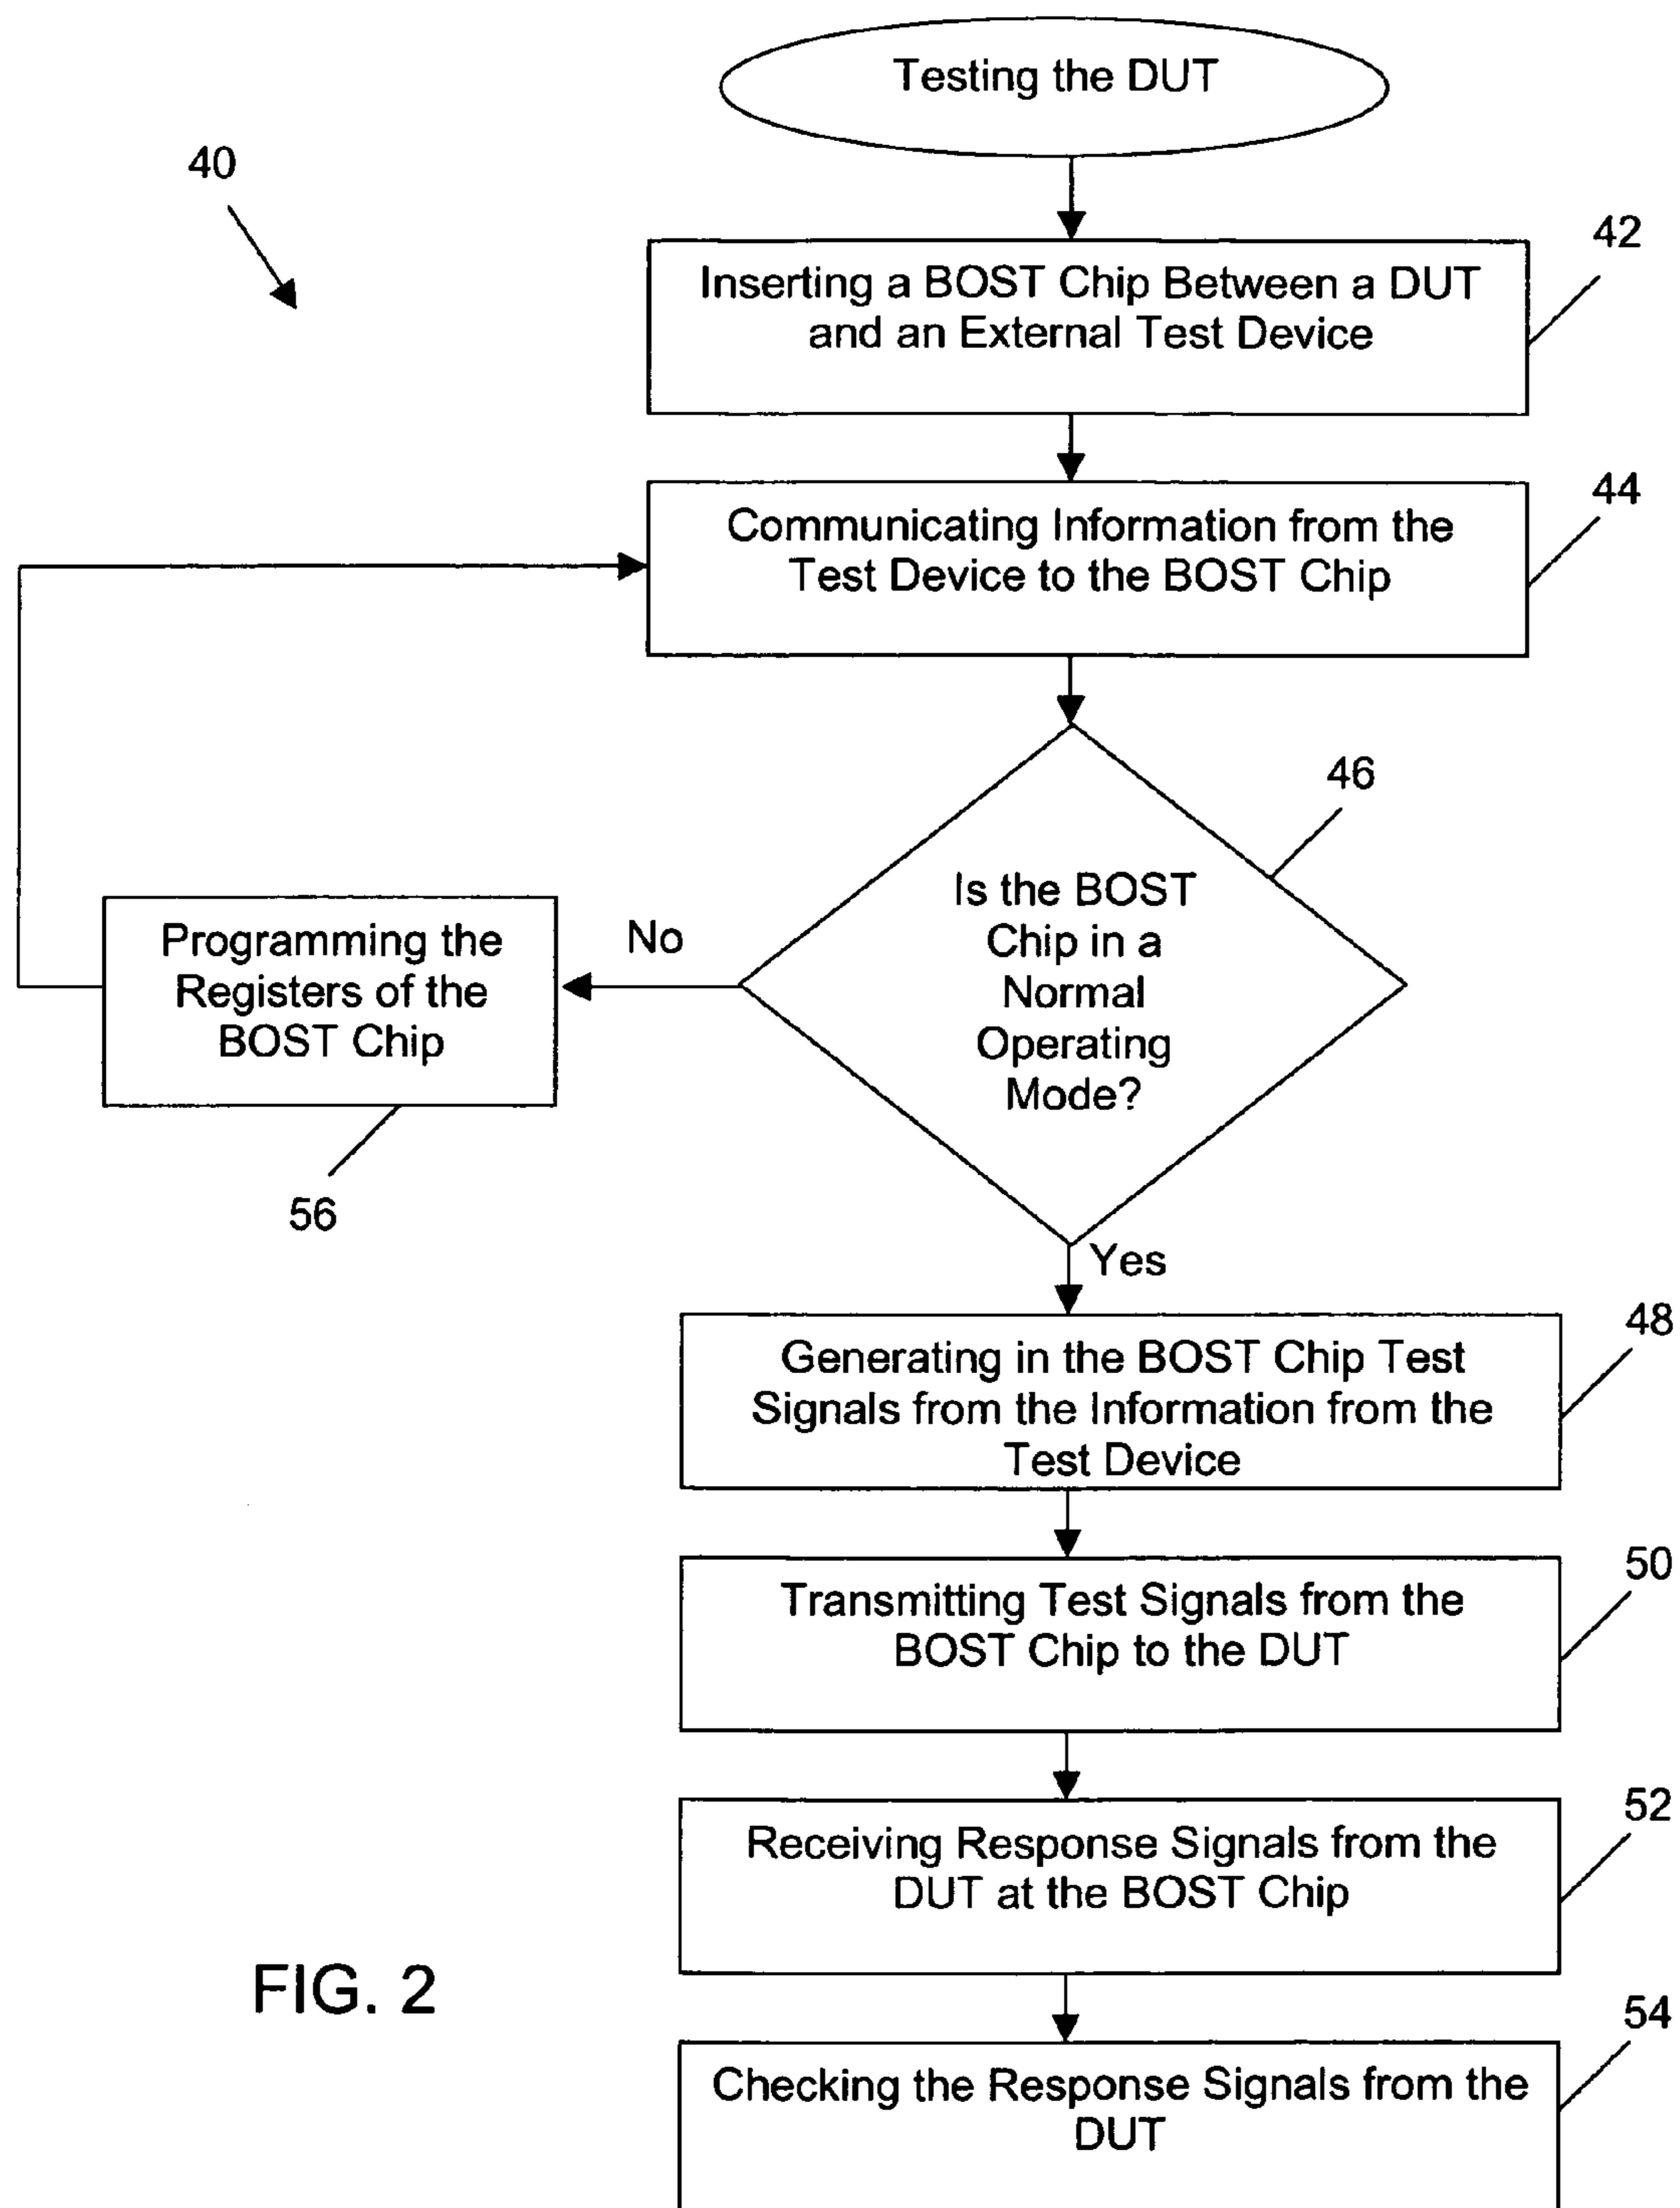 Testing the DUT
40
42
Inserting a BOST Chip Between a DUT
and an External Test Device
44
Communicating Information from the
Test Device to the BOST Chip
46
Is the BOST
Chip in a
Normal
Operating
Mode?
No
Programming the
Registers of the
BOST Chip
56
Yes
48
Generating in the BOST Chip Test
Signals from the Information from the
Test Device
50
Transmitting Test Signals from the
BOST Chip to the DUT
52
Receiving Response Signals from the
DUT at the BOST Chip
FIG. 2
54
Checking the Response Signals from the
DUT